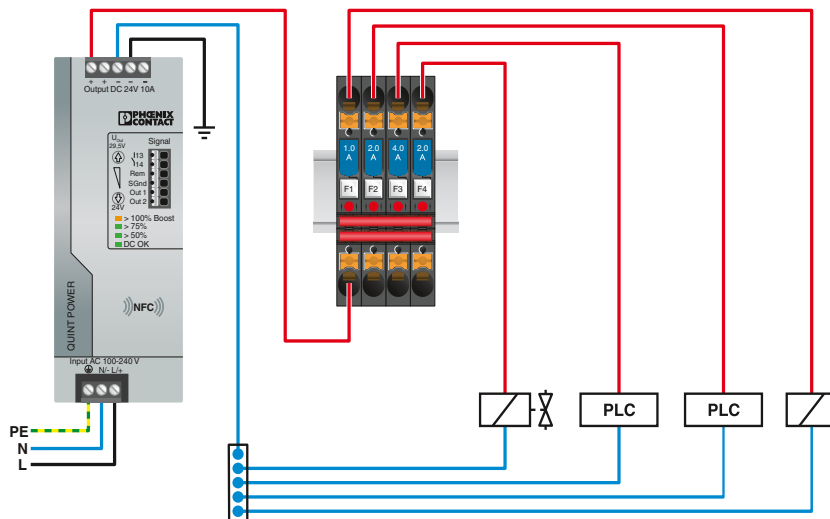 + + − − −
Output DC 24V 10A
PHŒNIX
CONTACT
UOut
29,5V
Signal
13
14
Rem
SGnd
Out 1
Out 2
24V
> 100% Boost
> 75%
> 50%
DC OK
QUINT POWER
NFC
Input AC 100-240 V
N/- L/+
PE
N
L
1.0
A
2.0
A
4.0
A
2.0
A
F1
F2
F3
F4
PLC
PLC